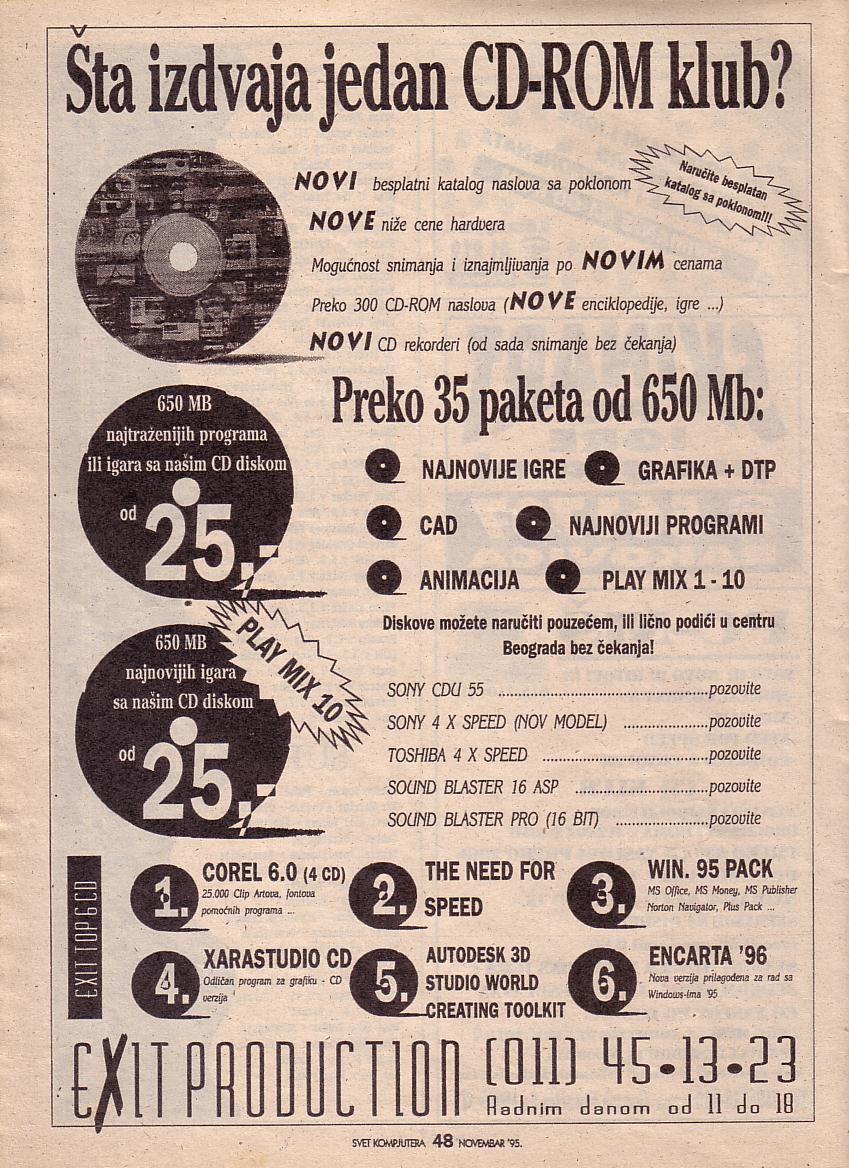 Šta izdvaja jedan CD-ROM klub?
NOVI besplatni katalog naslova sa poklonom
Naručite besplatan
katalog sa poklonom!!!
NOVE niže cene hardvera
Mogućnost snimanja i iznajmljivanja po NOVIM cenama
Preko 300 CD-ROM naslova (NOVE enciklopedije, igre ...)
NOVI CD rekorderi (od sada snimanje bez čekanja)
650 MB
najtraženijih programa
ili igara sa našim CD diskom
od
25,-
Preko 35 paketa od 650 Mb:
NAJNOVIJE IGRE
GRAFIKA + DTP
CAD
NAJNOVIJI PROGRAMI
ANIMACIJA
PLAY MIX 1 - 10
Diskove možete naručiti pouzećem, ili lično podići u centru
Beograda bez čekanja!
PLAY MIX 10
650 MB
najnovijih igara
sa našim CD diskom
od
25,-
SONY CDU 55 ..........................................pozovite
SONY 4 X SPEED (NOV MODEL) .................pozovite
TOSHIBA 4 X SPEED .................................pozovite
SOUND BLASTER 16 ASP ..........................pozovite
SOUND BLASTER PRO (16 BIT) ..................pozovite
EXIT TOP 6 CD
1. COREL 6.0 (4 CD)
25.000 Clip Artova, fontova
pomoćnih programa ...
2. THE NEED FOR
SPEED
3. WIN. 95 PACK
MS Office, MS Money, MS Publisher
Norton Navigator, Plus Pack ...
4. XARASTUDIO CD
Odličan program za grafiku - CD
verzija
5. AUTODESK 3D
STUDIO WORLD
CREATING TOOLKIT
6. ENCARTA '96
Nova verzija prilagođena za rad sa
Windows-ima '95
EXIT PRODUCTION (011) 45•13•23
Radnim danom od 11 do 18
SVET KOMPJUTERA 48 NOVEMBAR '95.